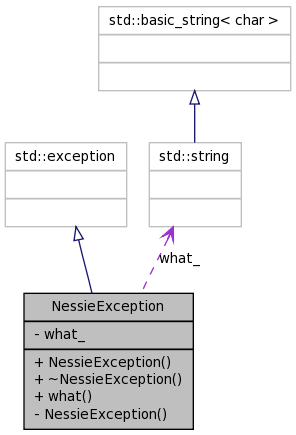 std::basic_string< char >
std::exception
std::string
what_
NessieException
- what_
+ NessieException()
+ ~NessieException()
+ what()
- NessieException()